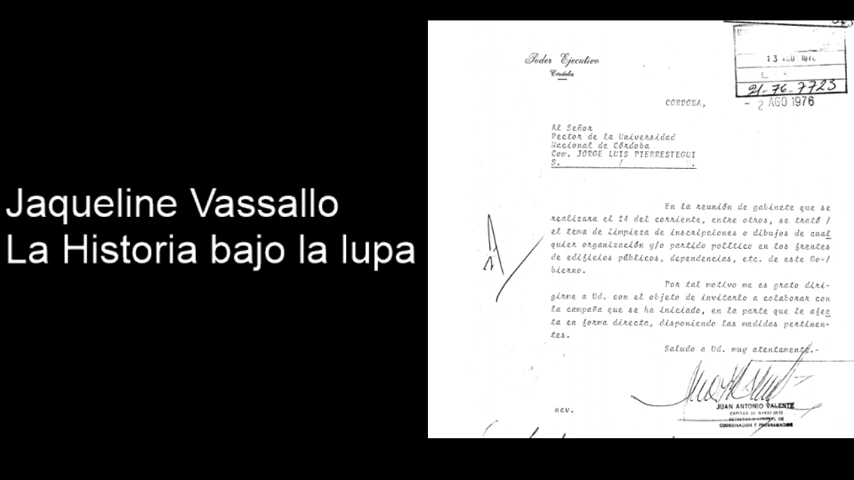 Jaqueline Vassallo
La Historia bajo la lupa
Poder Ejecutivo
Córdoba
13 AGO 1976
21-76-7723
- 2 AGO 1976
CORDOBA,
Al Señor
Rector de la Universidad
Nacional de Córdoba
Com. JORGE LUIS PIERRESTEGUI
S. / .
En la reunión de gabinete que se
realizara el 24 del corriente, entre otros, se trató /
el tema de limpieza de inscripciones o dibujos de cual
quier organización y/o partido político en los frentes
de edificios públicos, dependencias, etc. de este Go-/
bierno.
Por tal motivo me es grato diri-
girme a Ud. con el objeto de invitarlo a colaborar con
la campaña que se ha iniciado, en la parte que le afec
ta en forma directa, disponiendo las medidas pertinen-
tes.
Saludo a Ud. muy atentamente.-
JUAN ANTONIO VALENTE
SECRETARIO GENERAL DE
COORDINACION Y PROGRAMACION
RCV.